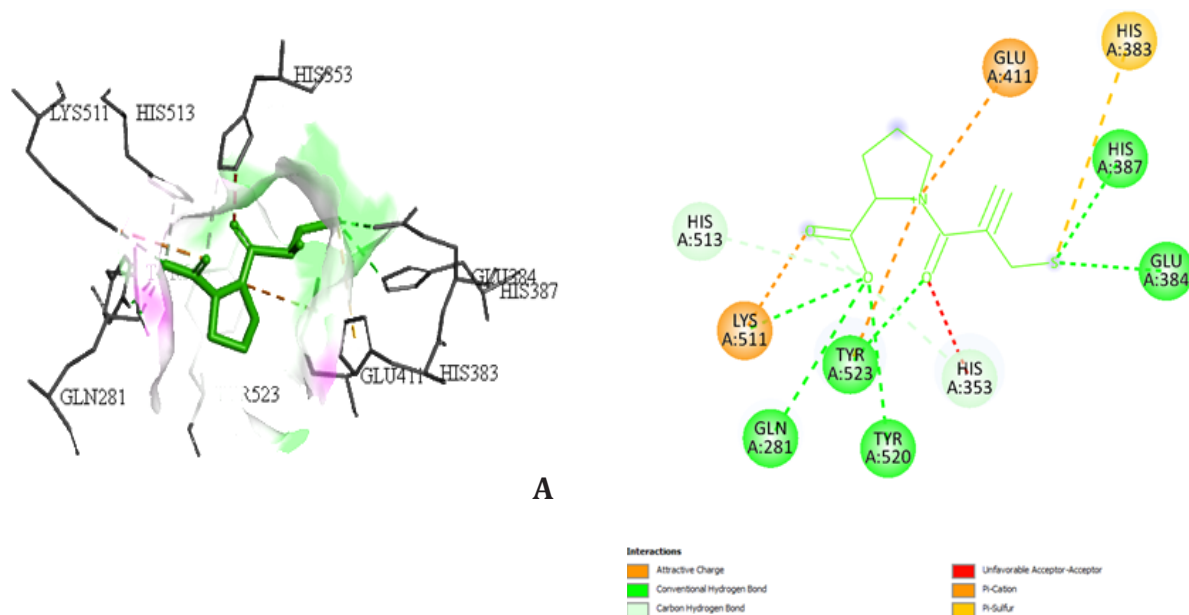 HIS353
LYS511
HIS513
GLU384
HIS387
GLN281
R523
GLU411
HIS383
A
HIS
A:383
GLU
A:411
HIS
A:387
N
HIS
A:513
O
S
GLU
A:384
O
O
LYS
A:511
TYR
A:523
HIS
A:353
GLN
A:281
TYR
A:520
Interactions
Attractive Charge
Conventional Hydrogen Bond
Carbon Hydrogen Bond
Unfavorable Acceptor-Acceptor
Pi-Cation
Pi-Sulfur